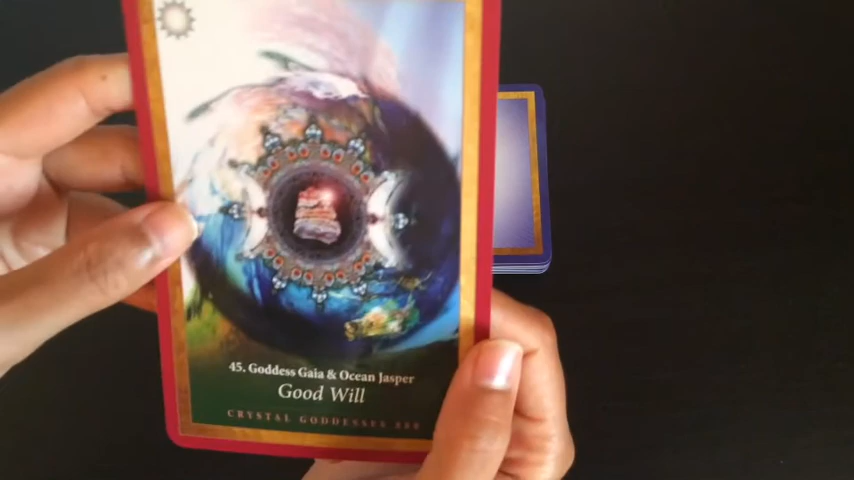 45. Goddess Gaia & Ocean Jasper
Good Will
CRYSTAL GODDESSES 888